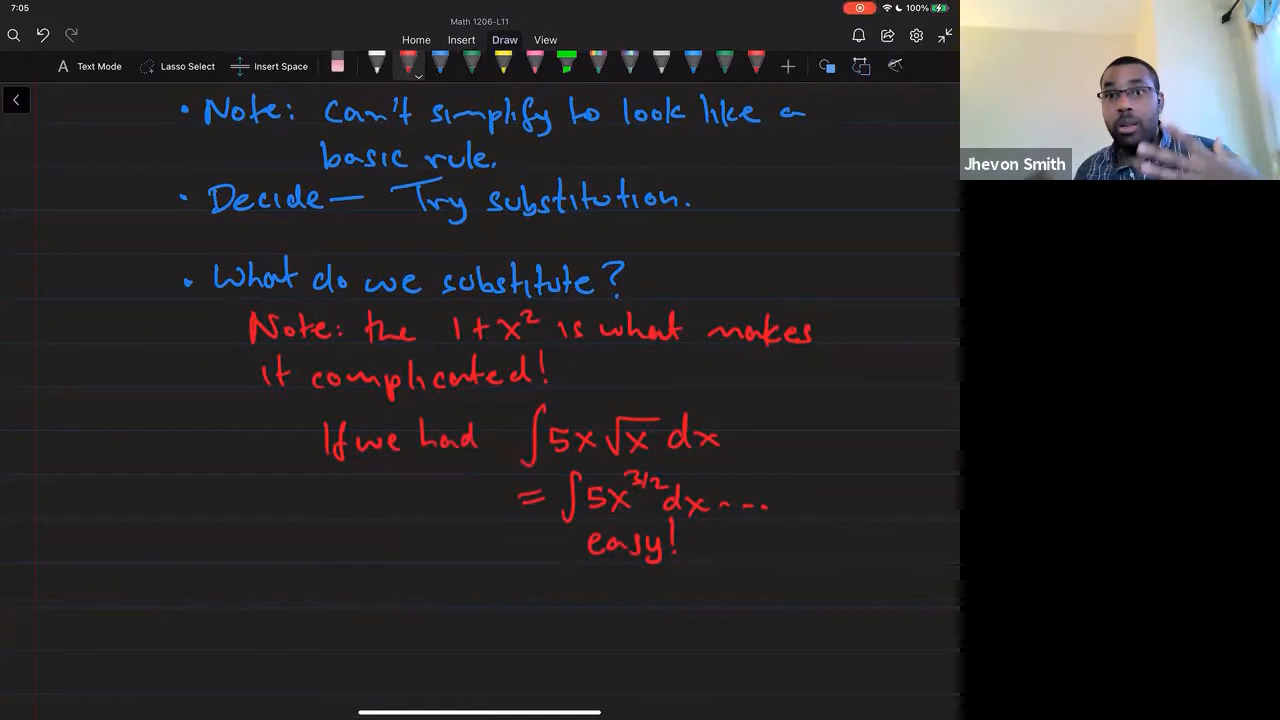 7:05
100%
Math 1206-L11
Home Insert Draw View
Text Mode Lasso Select Insert Space
• Note: Can't simplify to look like a
basic rule.
• Decide— Try substitution.
• What do we substitute?
Note: the 1+x² is what makes
it complicated!
If we had ∫5x√x dx
= ∫5x^{3/2}dx ...
easy!
Jhevon Smith